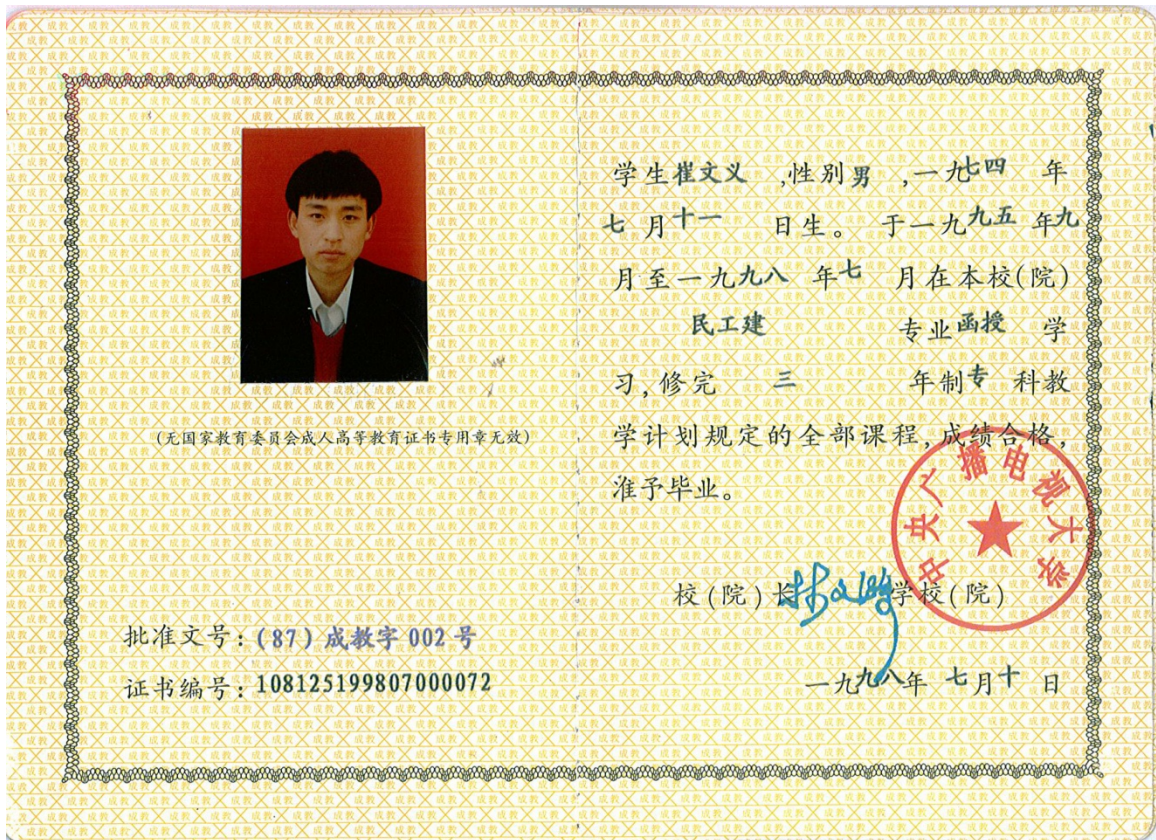 (无国家教育委员会成人高等教育证书专用章无效)
批准文号:(87)成教字 002 号
证书编号:108125199807000072
学生崔文义 ,性别男 ,一九七四 年
七 月十一 日生。 于一九九五 年九
月至一九九八 年七 月在本校(院)
民工建 专业函授 学
习,修完 三 年制专 科教
学计划规定的全部课程,成绩合格,
准予毕业。
中央广播电视大学
校(院)长 学校(院)
一九九八年 七月十 日